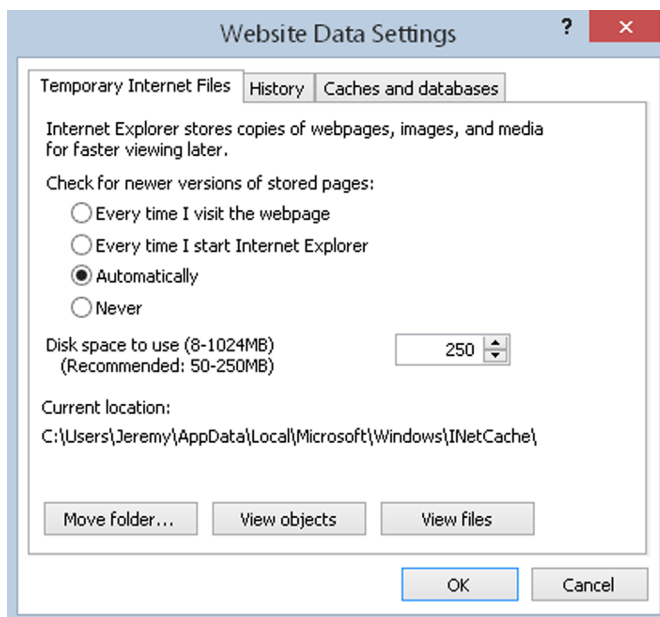 Website Data Settings
?
Temporary Internet Files
History
Caches and databases
Internet Explorer stores copies of webpages, images, and media
for faster viewing later.
Check for newer versions of stored pages:
Every time I visit the webpage
Every time I start Internet Explorer
Automatically
Never
Disk space to use (8-1024MB)
(Recommended: 50-250MB)
250
Current location:
C:\Users\Jeremy\AppData\Local\Microsoft\Windows\INetCache\
Move folder...
View objects
View files
OK
Cancel